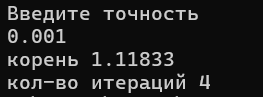 Введите точность
0.001
корень 1.11833
кол-во итераций 4